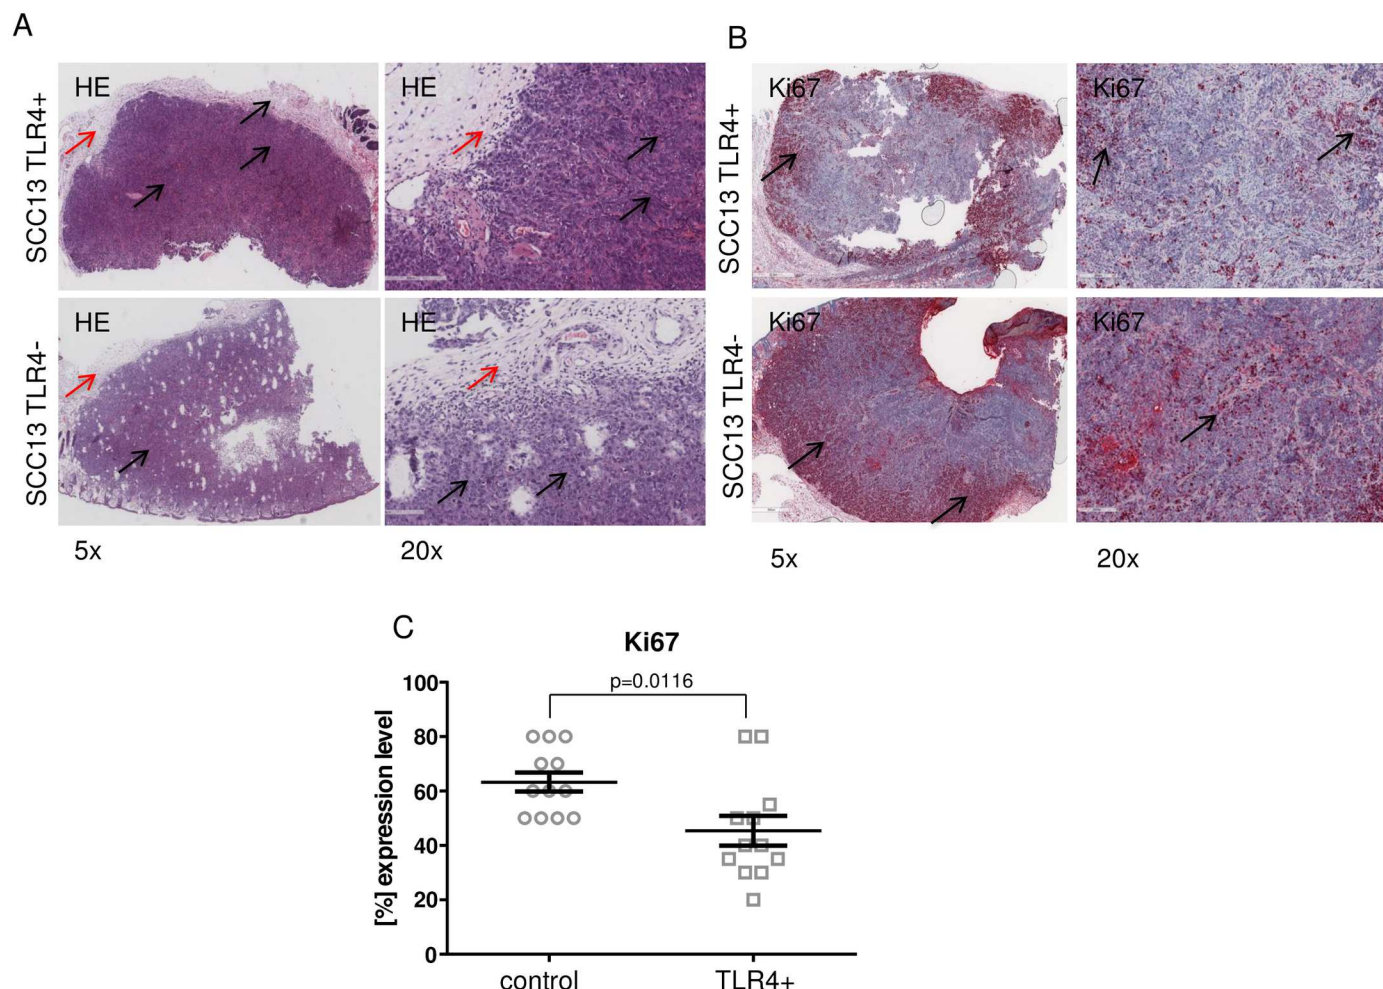 A
B
SCC13 TLR4+
HE
HE
SCC13 TLR4+
Ki67
Ki67
SCC13 TLR4-
HE
HE
SCC13 TLR4-
Ki67
Ki67
5x
20x
5x
20x
C
Ki67
p=0.0116
[%] expression level
100
80
60
40
20
0
control
TLR4+